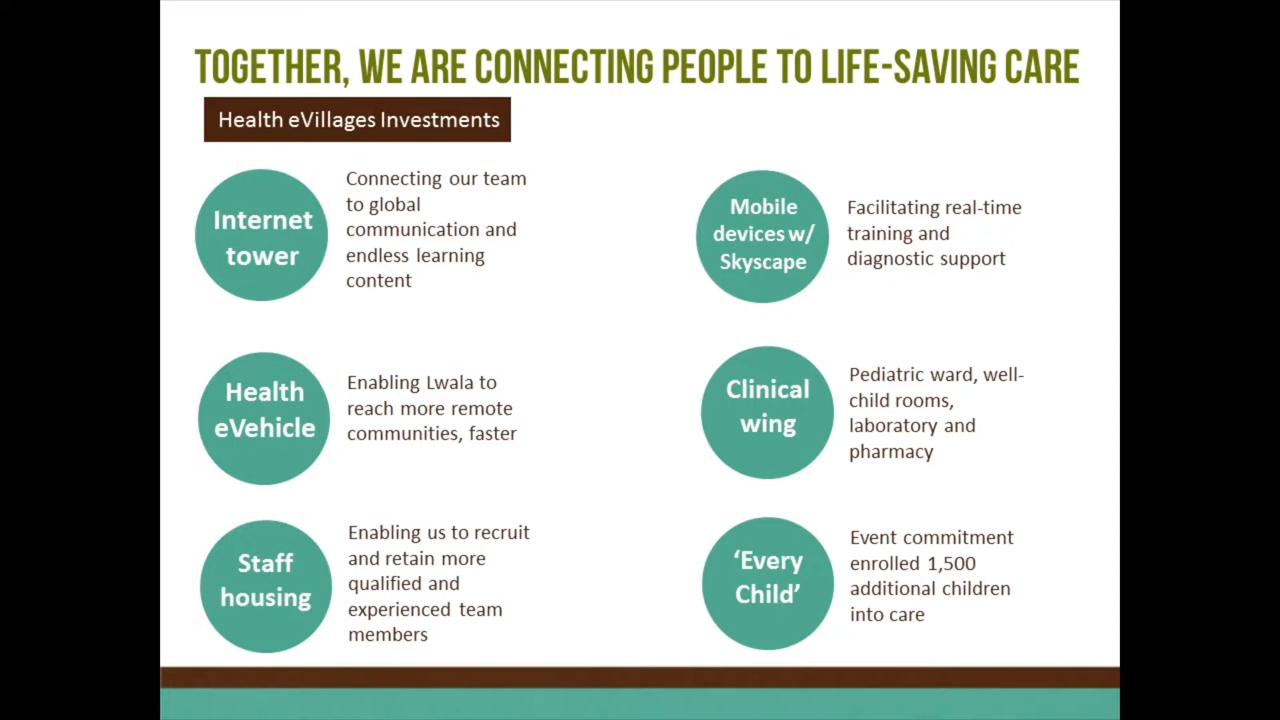 TOGETHER, WE ARE CONNECTING PEOPLE TO LIFE-SAVING CARE
Health eVillages Investments
Internet
tower
Connecting our team
to global
communication and
endless learning
content
Mobile
devices w/
Skyscape
Facilitating real-time
training and
diagnostic support
Health
eVehicle
Enabling Lwala to
reach more remote
communities, faster
Clinical
wing
Pediatric ward, well-
child rooms,
laboratory and
pharmacy
Staff
housing
Enabling us to recruit
and retain more
qualified and
experienced team
members
‘Every
Child’
Event commitment
enrolled 1,500
additional children
into care